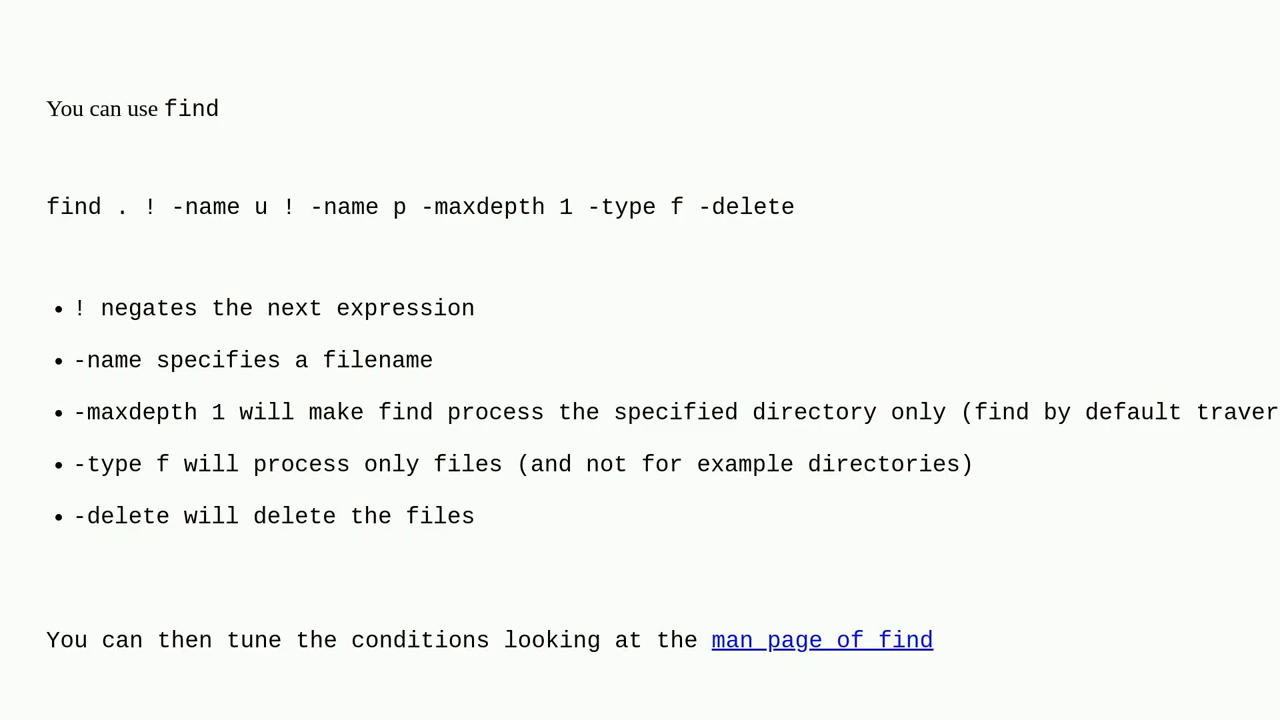 You can use find
find . ! -name u ! -name p -maxdepth 1 -type f -delete
• ! negates the next expression
• -name specifies a filename
• -maxdepth 1 will make find process the specified directory only (find by default traver
• -type f will process only files (and not for example directories)
• -delete will delete the files
You can then tune the conditions looking at the man page of find